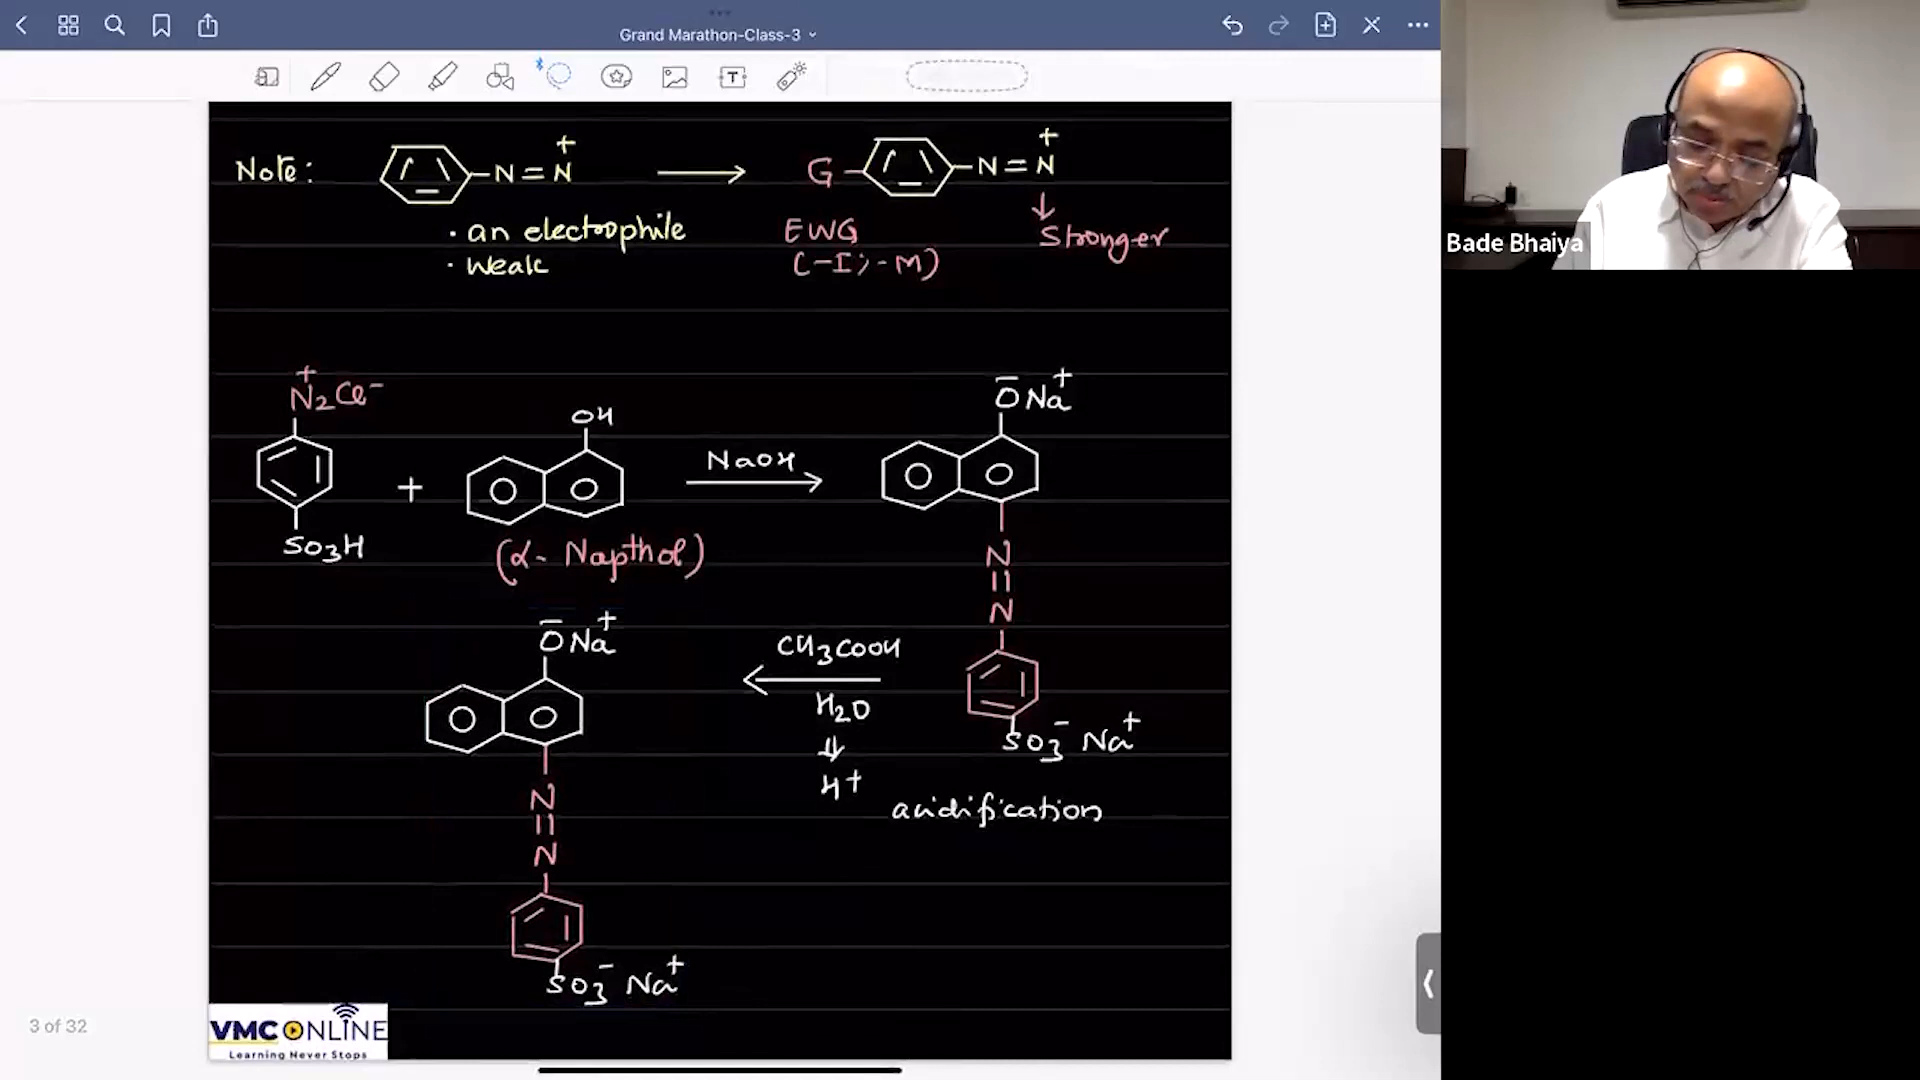 Grand Marathon-Class-3
Note: N=N+ → G N=N+
· an electrophile
· weak
EWG
(-I; -M)
↓
Stronger
N2+Cl-
SO3H
+
OH
(α- Napthol)
NaOH
O- Na+
N
N
SO3- Na+
CH3COOH
H2O
H+
acidification
O- Na+
N
N
SO3- Na+
Bade Bhaiya
3 of 32
VMC ONLINE
Learning Never Stops